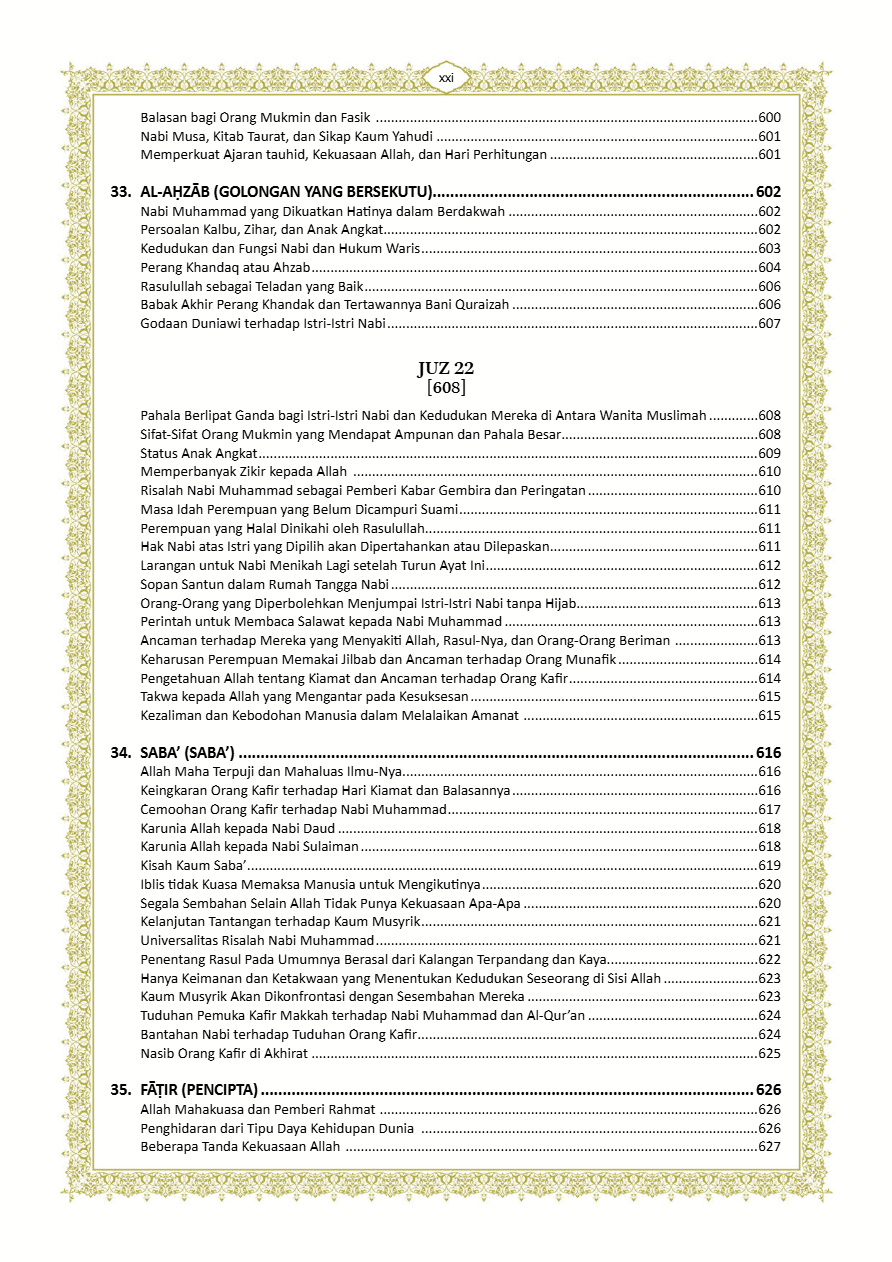 xxi
Balasan bagi Orang Mukmin dan Fasik ........................................600
Nabi Musa, Kitab Taurat, dan Sikap Kaum Yahudi ........................................601
Memperkuat Ajaran tauhid, Kekuasaan Allah, dan Hari Perhitungan ........................................601
33. AL-AḤZĀB (GOLONGAN YANG BERSEKUTU)........................................602
Nabi Muhammad yang Dikuatkan Hatinya dalam Berdakwah ........................................602
Persoalan Kalbu, Zihar, dan Anak Angkat........................................602
Kedudukan dan Fungsi Nabi dan Hukum Waris........................................603
Perang Khandaq atau Ahzab........................................604
Rasulullah sebagai Teladan yang Baik........................................606
Babak Akhir Perang Khandak dan Tertawannya Bani Quraizah ........................................606
Godaan Duniawi terhadap Istri-Istri Nabi........................................607
JUZ 22
[608]
Pahala Berlipat Ganda bagi Istri-Istri Nabi dan Kedudukan Mereka di Antara Wanita Muslimah .............608
Sifat-Sifat Orang Mukmin yang Mendapat Ampunan dan Pahala Besar........................................608
Status Anak Angkat........................................609
Memperbanyak Zikir kepada Allah ........................................610
Risalah Nabi Muhammad sebagai Pemberi Kabar Gembira dan Peringatan ........................................610
Masa Idah Perempuan yang Belum Dicampuri Suami........................................611
Perempuan yang Halal Dinikahi oleh Rasulullah........................................611
Hak Nabi atas Istri yang Dipilih akan Dipertahankan atau Dilepaskan........................................611
Larangan untuk Nabi Menikah Lagi setelah Turun Ayat Ini........................................612
Sopan Santun dalam Rumah Tangga Nabi ........................................612
Orang-Orang yang Diperbolehkan Menjumpai Istri-Istri Nabi tanpa Hijab........................................613
Perintah untuk Membaca Salawat kepada Nabi Muhammad ........................................613
Ancaman terhadap Mereka yang Menyakiti Allah, Rasul-Nya, dan Orang-Orang Beriman ......................613
Keharusan Perempuan Memakai Jilbab dan Ancaman terhadap Orang Munafik ........................................614
Pengetahuan Allah tentang Kiamat dan Ancaman terhadap Orang Kafir........................................614
Takwa kepada Allah yang Mengantar pada Kesuksesan ........................................615
Kezaliman dan Kebodohan Manusia dalam Melalaikan Amanat ........................................615
34. SABA’ (SABA’) ........................................616
Allah Maha Terpuji dan Mahaluas Ilmu-Nya........................................616
Keingkaran Orang Kafir terhadap Hari Kiamat dan Balasannya ........................................616
Cemoohan Orang Kafir terhadap Nabi Muhammad........................................617
Karunia Allah kepada Nabi Daud ........................................618
Karunia Allah kepada Nabi Sulaiman ........................................618
Kisah Kaum Saba’........................................619
Iblis tidak Kuasa Memaksa Manusia untuk Mengikutinya........................................620
Segala Sembahan Selain Allah Tidak Punya Kekuasaan Apa-Apa ........................................620
Kelanjutan Tantangan terhadap Kaum Musyrik........................................621
Universalitas Risalah Nabi Muhammad........................................621
Penentang Rasul Pada Umumnya Berasal dari Kalangan Terpandang dan Kaya........................................622
Hanya Keimanan dan Ketakwaan yang Menentukan Kedudukan Seseorang di Sisi Allah .........................623
Kaum Musyrik Akan Dikonfrontasi dengan Sesembahan Mereka ........................................623
Tuduhan Pemuka Kafir Makkah terhadap Nabi Muhammad dan Al-Qur’an ........................................624
Bantahan Nabi terhadap Tuduhan Orang Kafir........................................624
Nasib Orang Kafir di Akhirat ........................................625
35. FĀṬIR (PENCIPTA) ........................................626
Allah Mahakuasa dan Pemberi Rahmat ........................................626
Penghidaran dari Tipu Daya Kehidupan Dunia ........................................626
Beberapa Tanda Kekuasaan Allah ........................................627